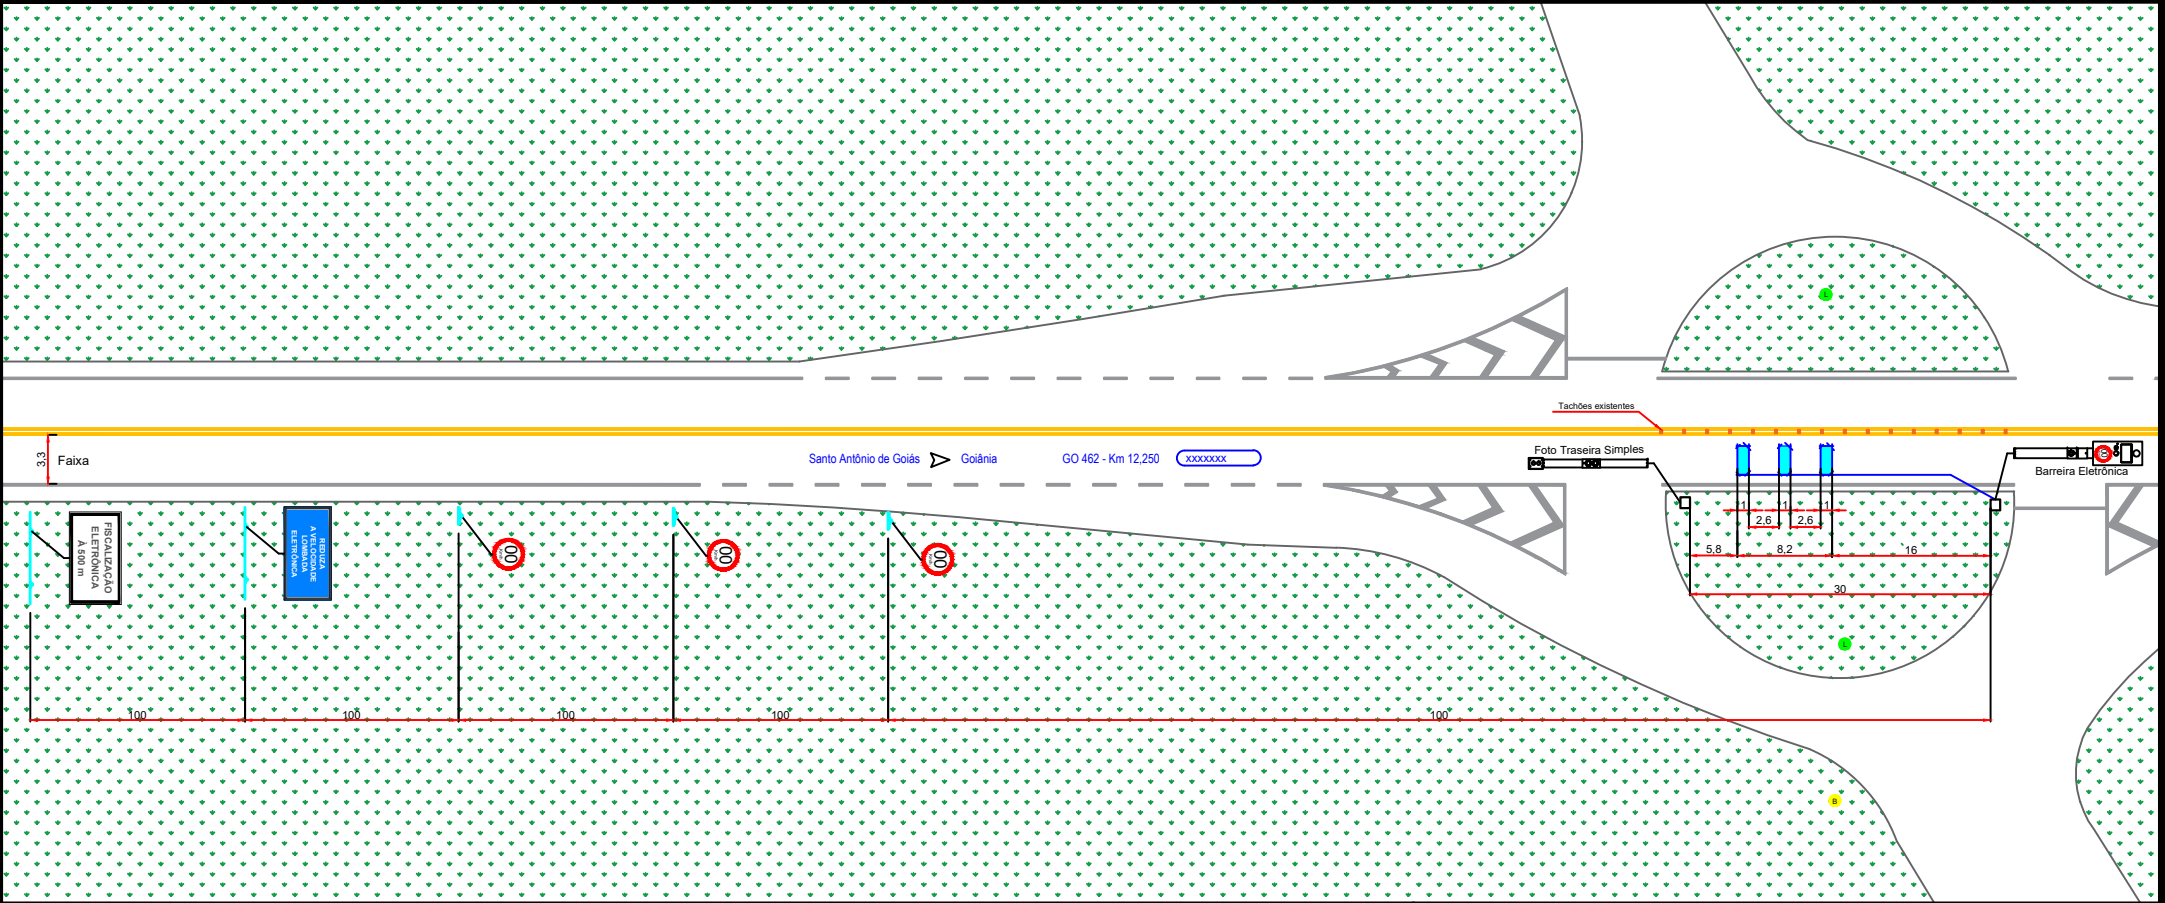 Tachões existentes
Foto Traseira Simples
Barreira Eletrônica
3,3
Faixa
Santo Antônio de Goiás
Goiânia
GO 462 - Km 12,250
xxxxxxx
FISCALIZAÇÃO
ELETRÔNICA
À 500 m
REDUZA
A VELOCIDADE
LOMBADA
ELETRÔNICA
00
00
00
1
1
1
2,6
2,6
5,8
8,2
16
30
L
L
B
100
100
100
100
100